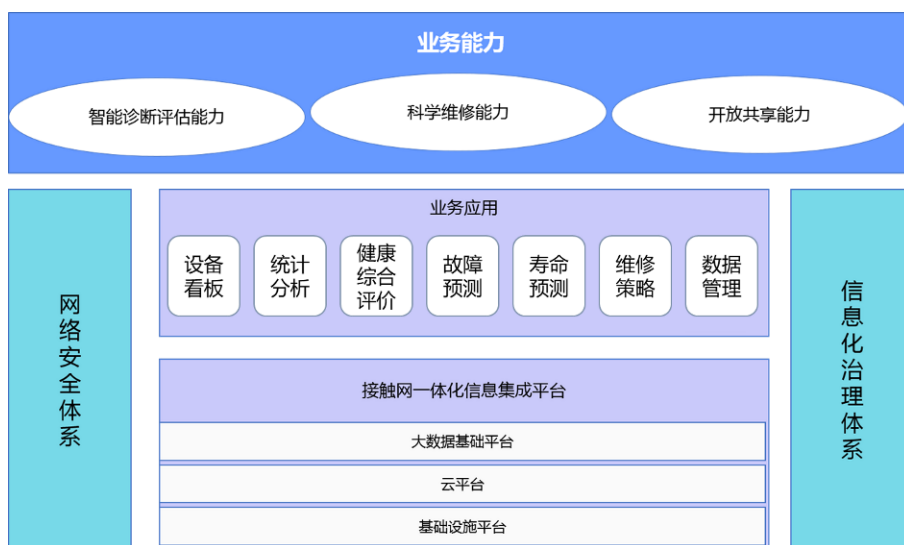 业务能力
智能诊断评估能力
科学维修能力
开放共享能力
网络安全体系
业务应用
设备
看板
统计
分析
健康
综合
评价
故障
预测
寿命
预测
维修
策略
数据
管理
接触网一体化信息集成平台
大数据基础平台
云平台
基础设施平台
信息化治理体系